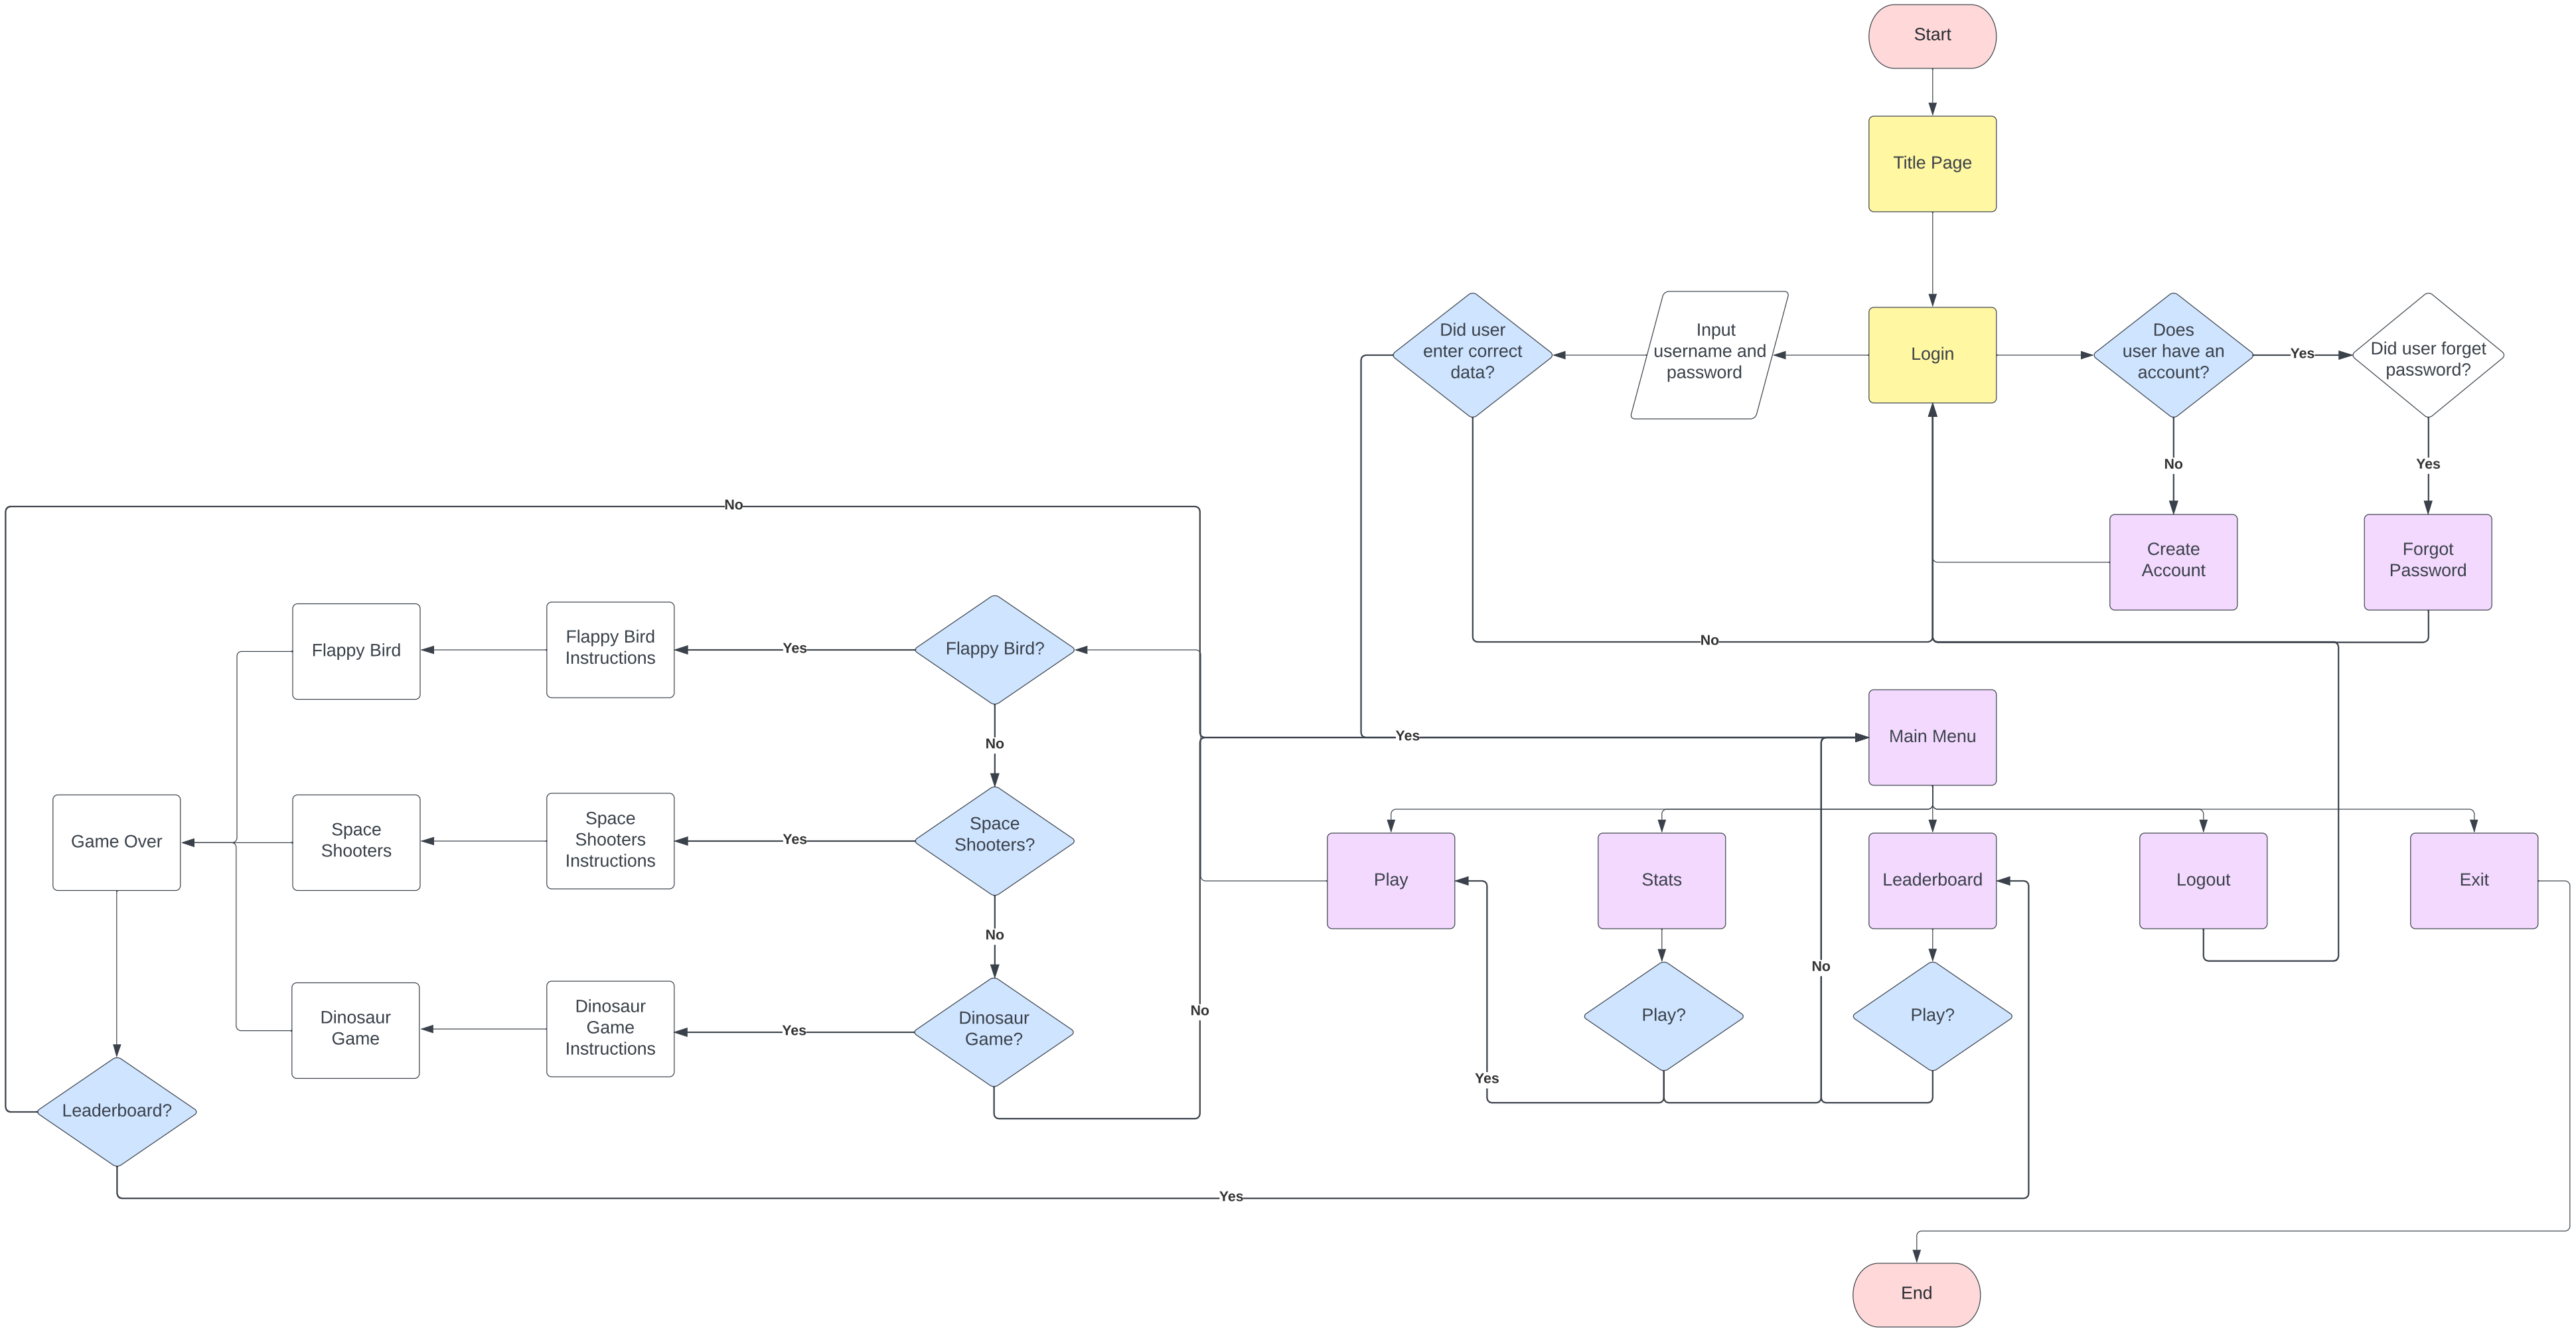 Start
Title Page
Did user
enter correct
data?
Input
username and
password
Login
Does
user have an
account?
Yes
Did user forget
password?
No
Yes
No
Create
Account
Forgot
Password
No
Flappy Bird
Flappy Bird
Instructions
Yes
Flappy Bird?
No
Yes
Main Menu
Game Over
Space
Shooters
Space
Shooters
Instructions
Yes
Space
Shooters?
Play
Stats
Leaderboard
Logout
Exit
No
No
Dinosaur
Game
Dinosaur
Game
Instructions
Yes
Dinosaur
Game?
No
Play?
Play?
Yes
Leaderboard?
Yes
End